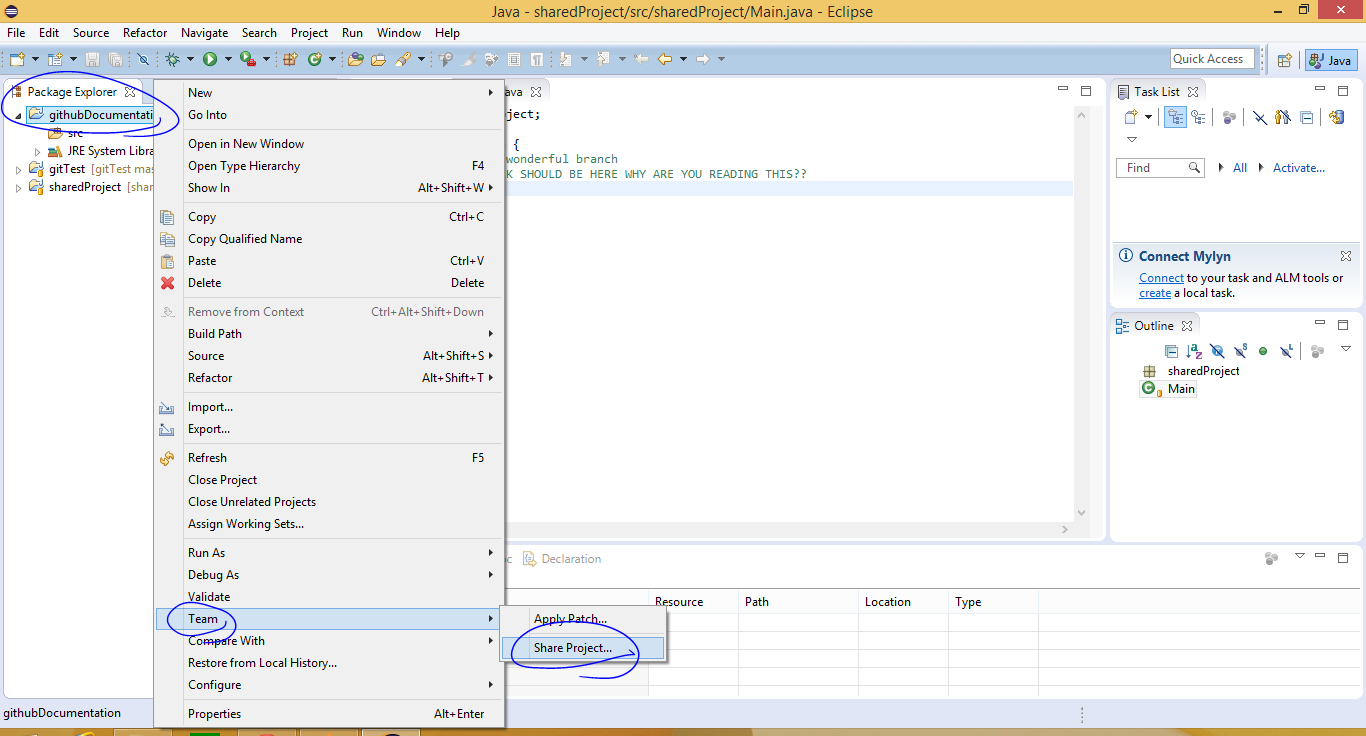 Java - sharedProject/src/sharedProject/Main.java - Eclipse
File Edit Source Refactor Navigate Search Project Run Window Help
Quick Access
Java
Package Explorer
githubDocumentati
src
JRE System Libra
gitTest [gitTest mas
sharedProject [shar
New
Go Into
Open in New Window
Open Type Hierarchy F4
Show In Alt+Shift+W
Copy Ctrl+C
Copy Qualified Name
Paste Ctrl+V
Delete Delete
Remove from Context Ctrl+Alt+Shift+Down
Build Path
Source Alt+Shift+S
Refactor Alt+Shift+T
Import...
Export...
Refresh F5
Close Project
Close Unrelated Projects
Assign Working Sets...
Run As
Debug As
Validate
Team
Compare With
Restore from Local History...
Configure
Properties Alt+Enter
Apply Patch...
Share Project...
ava
ject;
{
wonderful branch
K SHOULD BE HERE WHY ARE YOU READING THIS??
Declaration
Resource Path Location Type
Task List
Find All Activate...
Connect Mylyn
Connect to your task and ALM tools or
create a local task.
Outline
sharedProject
Main
githubDocumentation